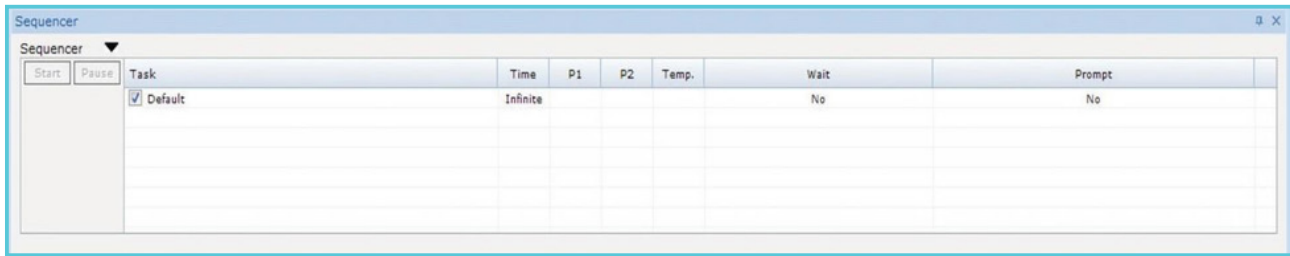 Sequencer
Sequencer
Start Pause Task Time P1 P2 Temp. Wait Prompt
Default Infinite No No